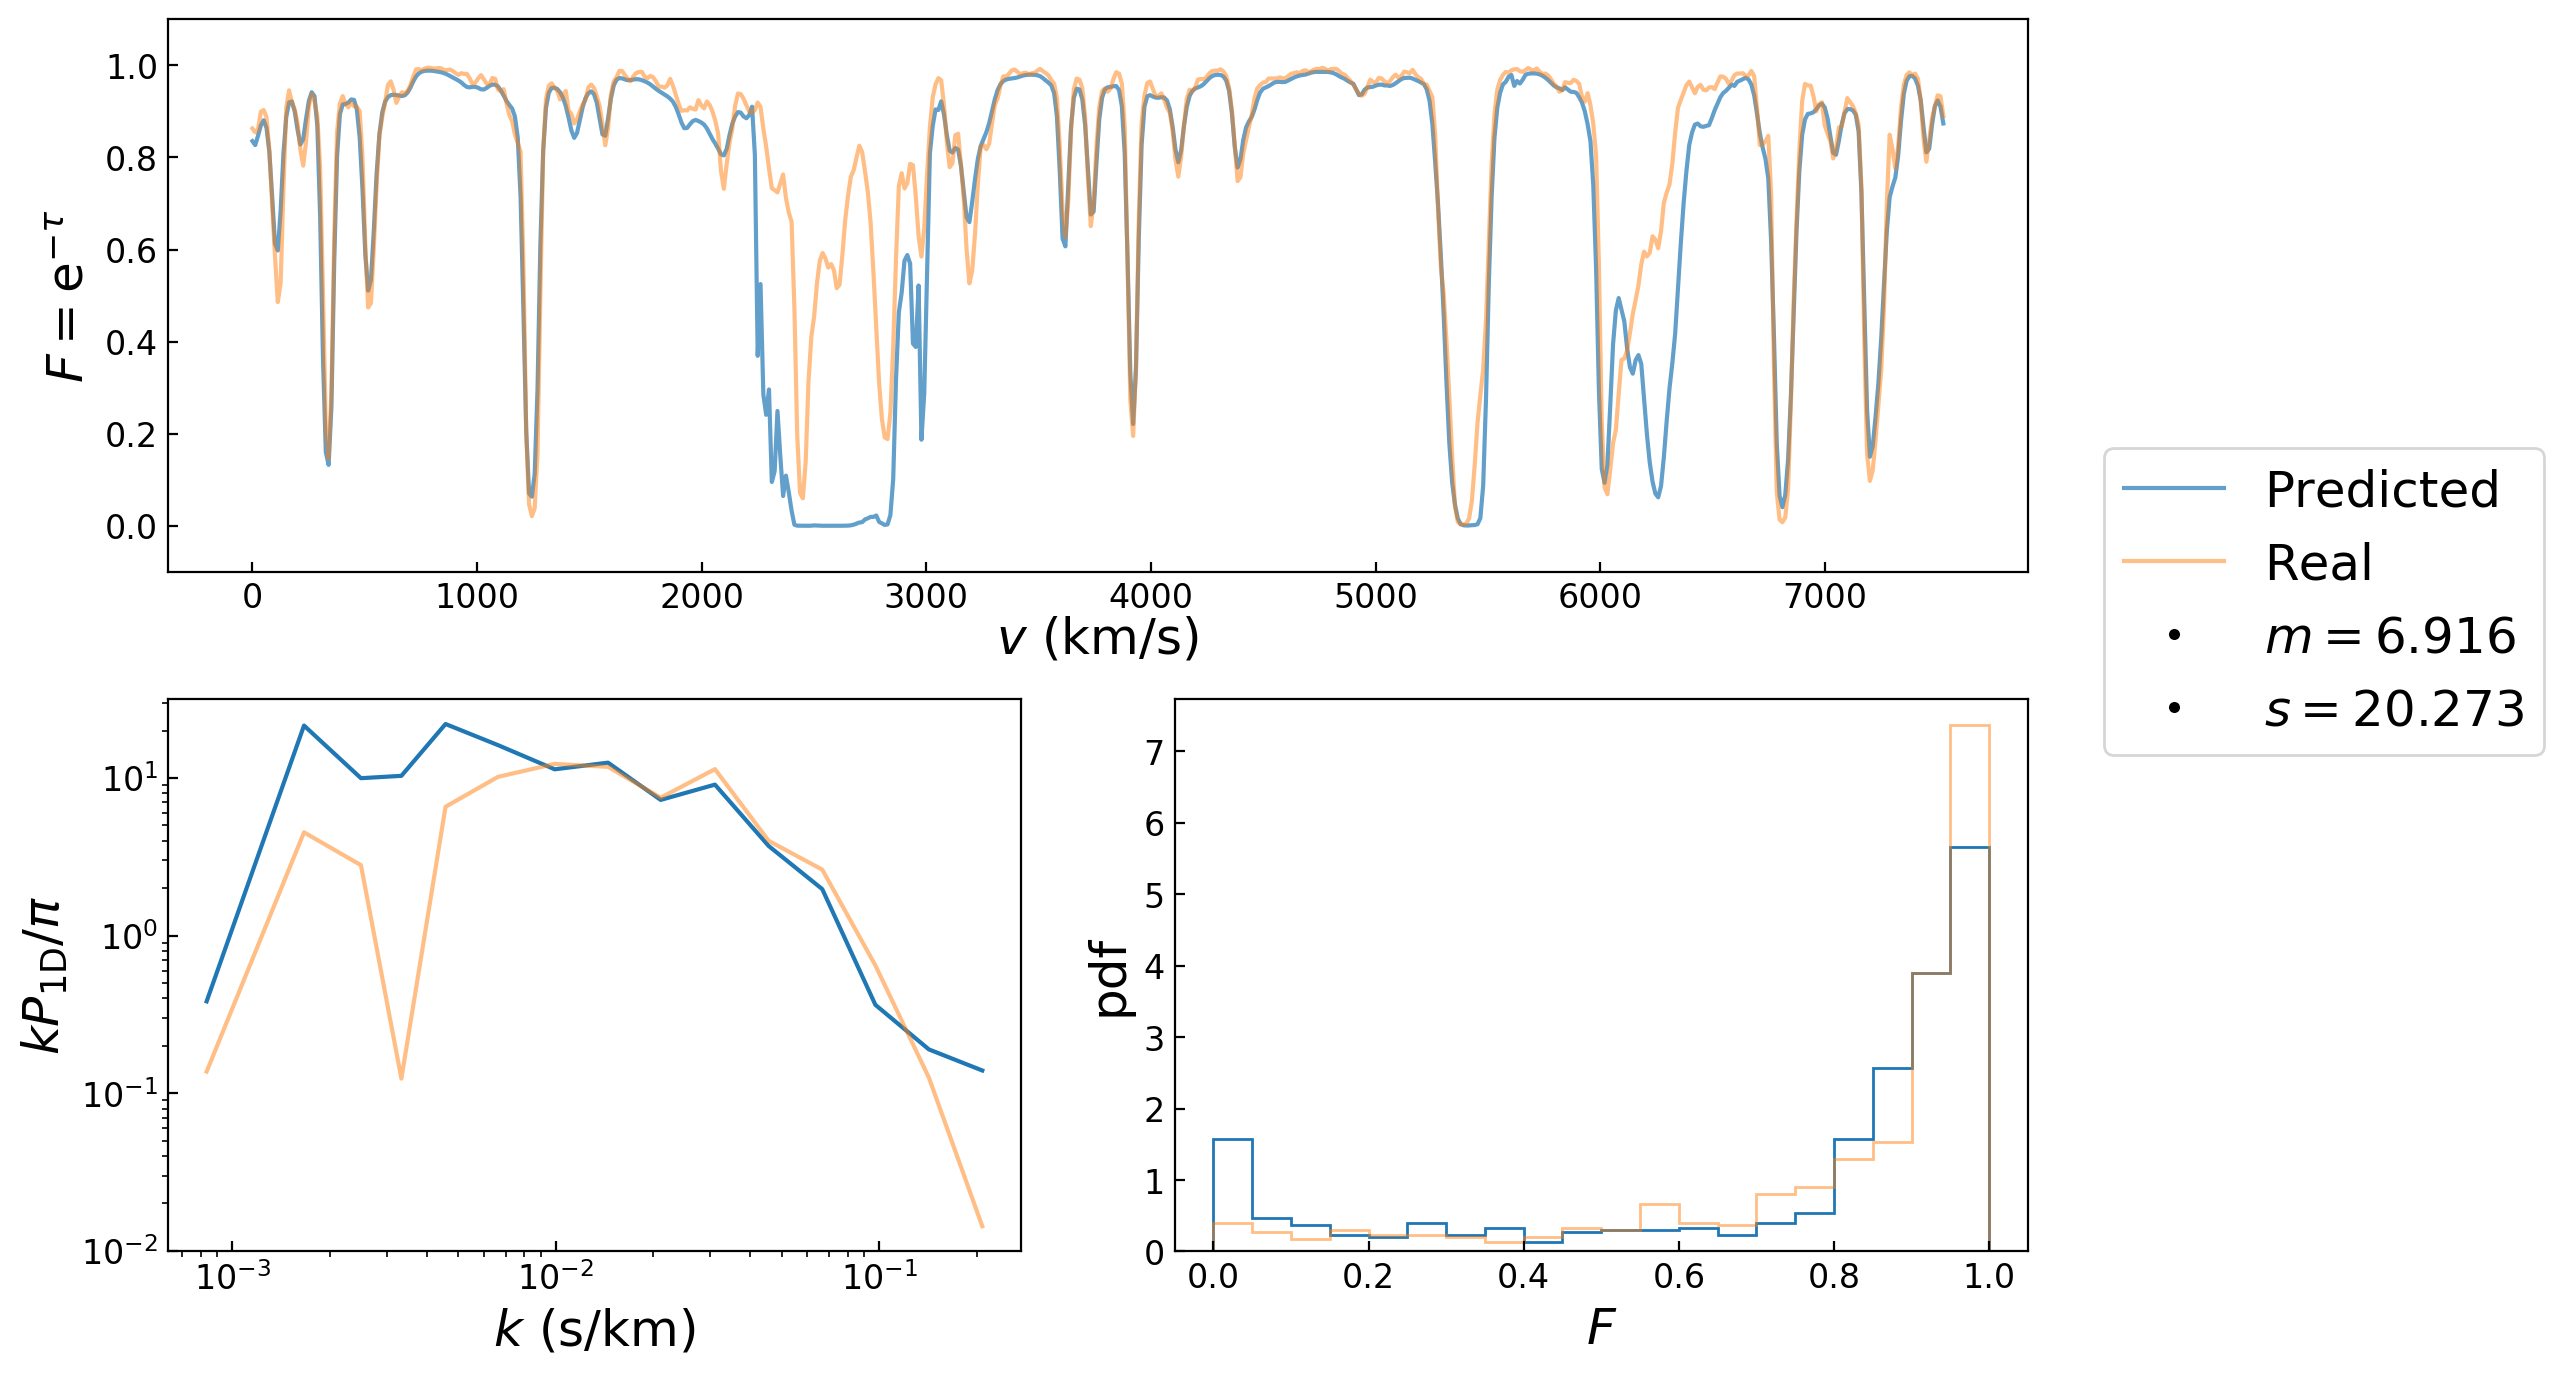 1.0
0.8
0.6
0.4
0.2
0.0
F = e^{-τ}
0 1000 2000 3000 4000 5000 6000 7000
v (km/s)
Predicted
Real
m = 6.916
s = 20.273
10^1
10^0
10^{-1}
10^{-2}
kP_{1D}/π
10^{-3} 10^{-2} 10^{-1}
k (s/km)
7
6
5
4
3
2
1
0
pdf
0.0 0.2 0.4 0.6 0.8 1.0
F